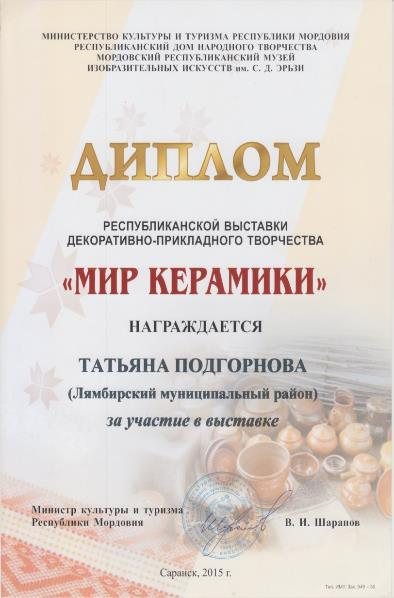 МИНИСТЕРСТВО КУЛЬТУРЫ И ТУРИЗМА РЕСПУБЛИКИ МОРДОВИЯ
РЕСПУБЛИКАНСКИЙ ДОМ НАРОДНОГО ТВОРЧЕСТВА
МОРДОВСКИЙ РЕСПУБЛИКАНСКИЙ МУЗЕЙ
ИЗОБРАЗИТЕЛЬНЫХ ИСКУССТВ им. С. Д. ЭРЬЗИ
ДИПЛОМ
РЕСПУБЛИКАНСКОЙ ВЫСТАВКИ
ДЕКОРАТИВНО-ПРИКЛАДНОГО ТВОРЧЕСТВА
«МИР КЕРАМИКИ»
НАГРАЖДАЕТСЯ
ТАТЬЯНА ПОДГОРНОВА
(Лямбирский муниципальный район)
за участие в выставке
Министр культуры и туризма
Республики Мордовия
В. И. Шарапов
Саранск, 2015 г.